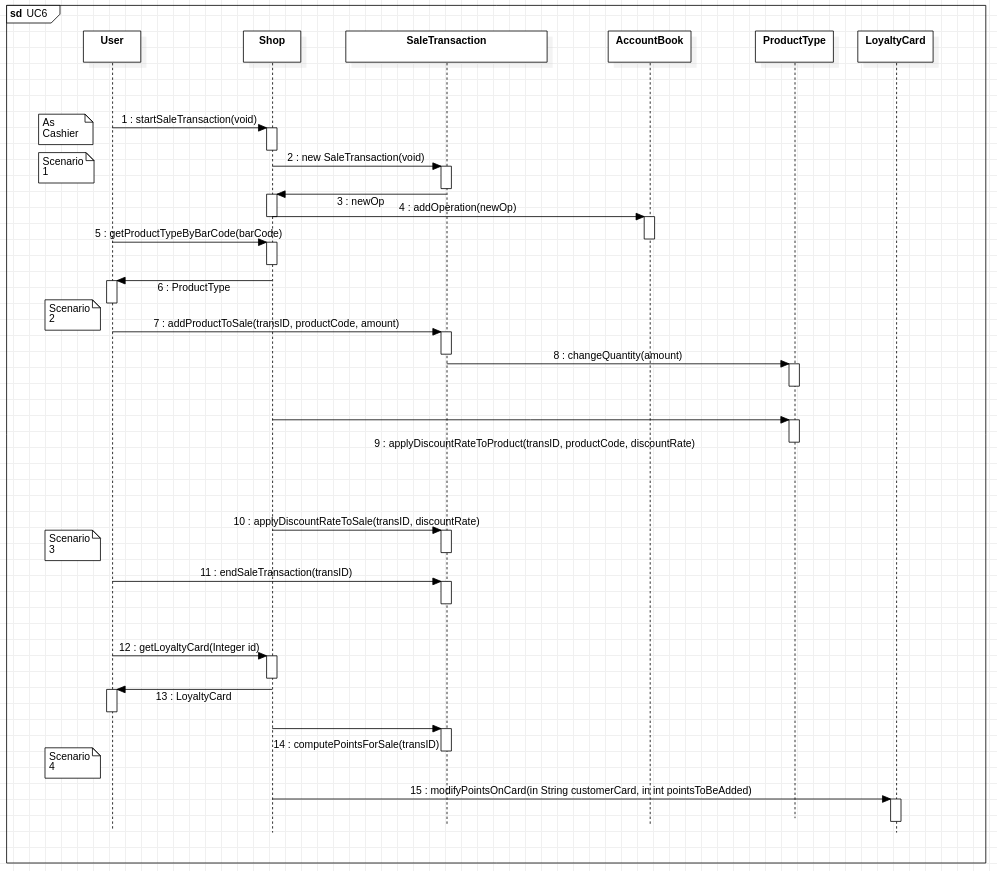 sd UC6
User
Shop
SaleTransaction
AccountBook
ProductType
LoyaltyCard
As
Cashier
1 : startSaleTransaction(void)
Scenario
1
2 : new SaleTransaction(void)
3 : newOp
4 : addOperation(newOp)
5 : getProductTypeByBarCode(barCode)
6 : ProductType
Scenario
2
7 : addProductToSale(transID, productCode, amount)
8 : changeQuantity(amount)
9 : applyDiscountRateToProduct(transID, productCode, discountRate)
10 : applyDiscountRateToSale(transID, discountRate)
Scenario
3
11 : endSaleTransaction(transID)
12 : getLoyaltyCard(Integer id)
13 : LoyaltyCard
14 : computePointsForSale(transID)
Scenario
4
15 : modifyPointsOnCard(in String customerCard, in int pointsToBeAdded)